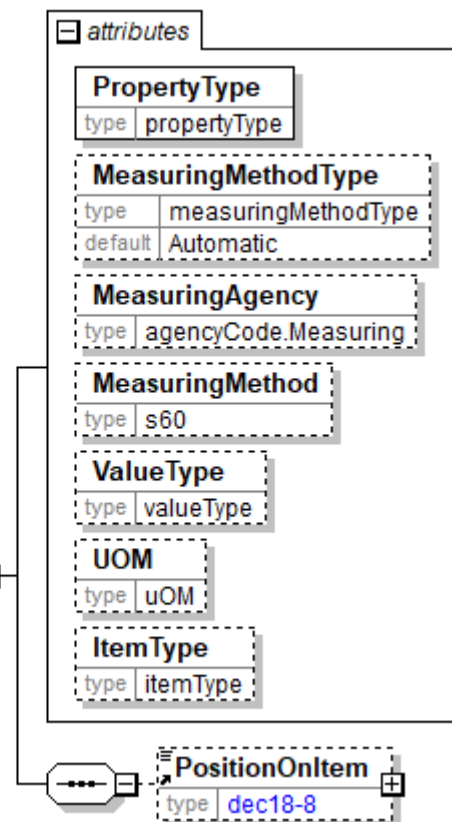 attributes
PropertyType
type propertyType
MeasuringMethodType
type measuringMethodType
default Automatic
MeasuringAgency
type agencyCode.Measuring
MeasuringMethod
type s60
ValueType
type valueType
UOM
type uOM
ItemType
type itemType
PositionOnItem
type dec18-8